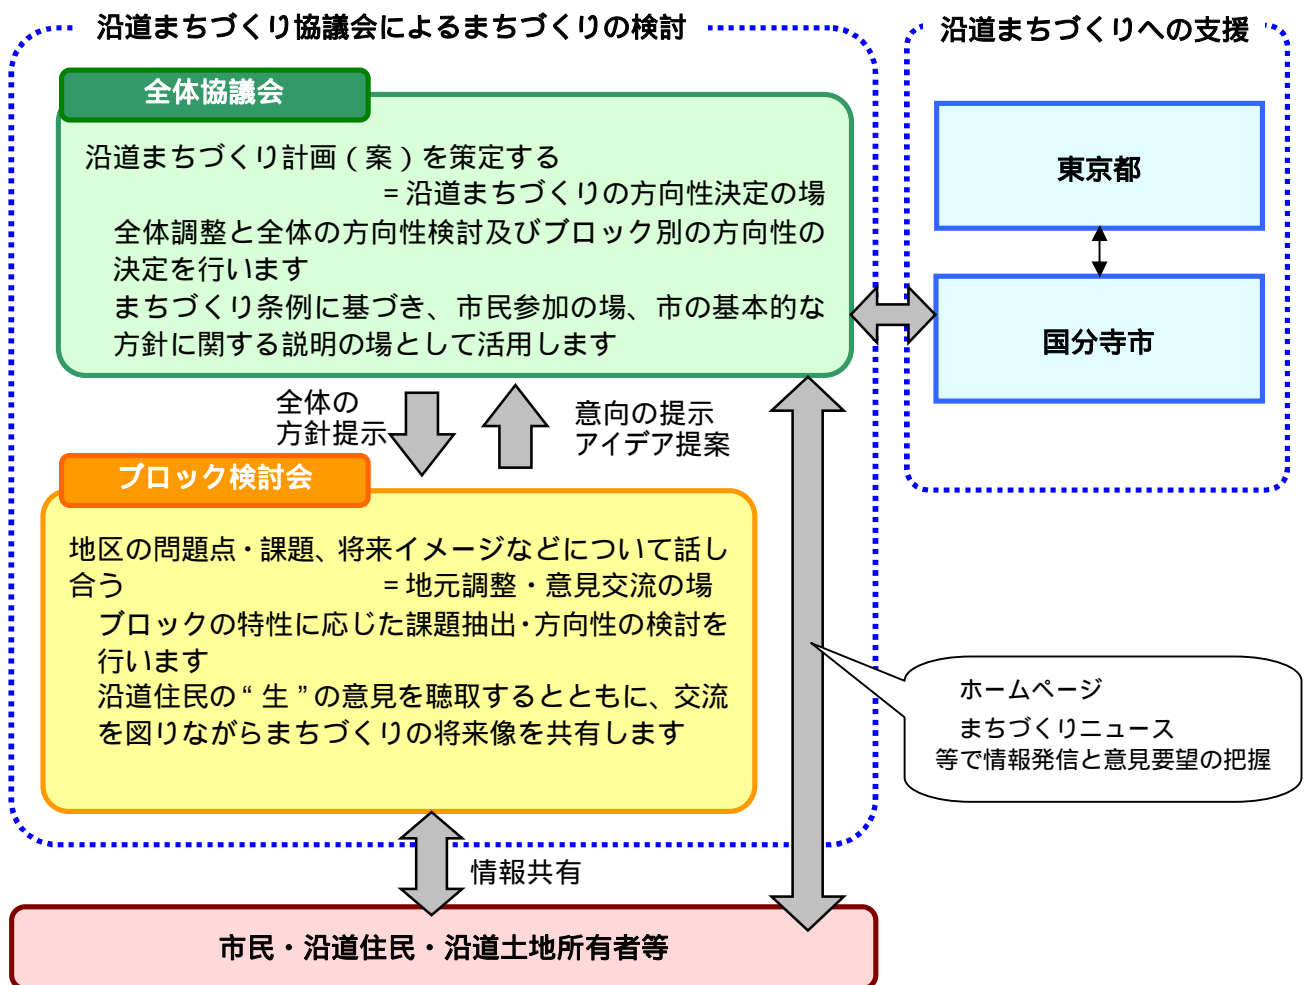 沿道まちづくり協議会によるまちづくりの検討
全体協議会
沿道まちづくり計画（案）を策定する
＝沿道まちづくりの方向性決定の場
全体調整と全体の方向性検討及びブロック別の方向性の
決定を行います
まちづくり条例に基づき、市民参加の場、市の基本的な
方針に関する説明の場として活用します
全体の
方針提示
意向の提示
アイデア提案
ブロック検討会
地区の問題点・課題、将来イメージなどについて話し
合う　＝地元調整・意見交流の場
ブロックの特性に応じた課題抽出・方向性の検討を
行います
沿道住民の“生”の意見を聴取するとともに、交流
を図りながらまちづくりの将来像を共有します
情報共有
市民・沿道住民・沿道土地所有者等
沿道まちづくりへの支援
東京都
国分寺市
ホームページ
まちづくりニュース
等で情報発信と意見要望の把握